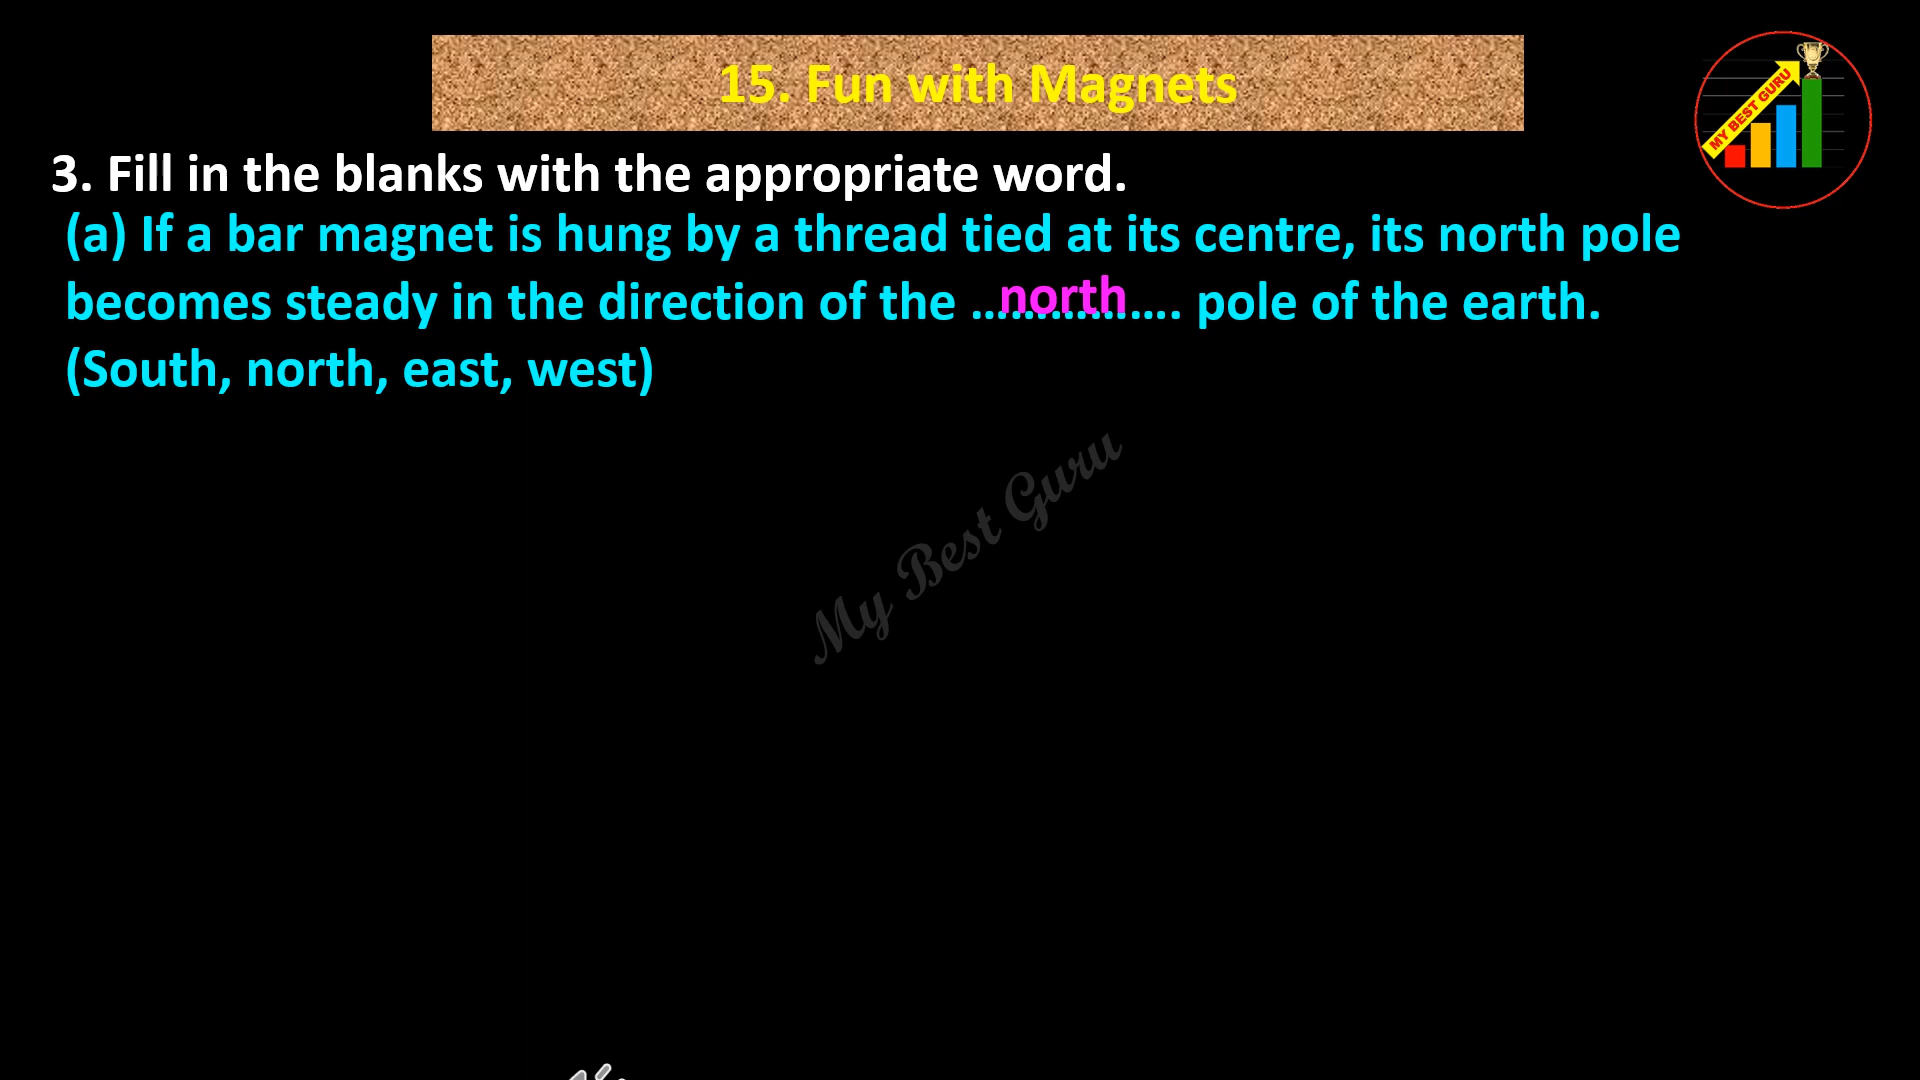 15. Fun with Magnets
MY BEST GURU
3. Fill in the blanks with the appropriate word.
(a) If a bar magnet is hung by a thread tied at its centre, its north pole
becomes steady in the direction of the ...north.... pole of the earth.
(South, north, east, west)
My Best Guru